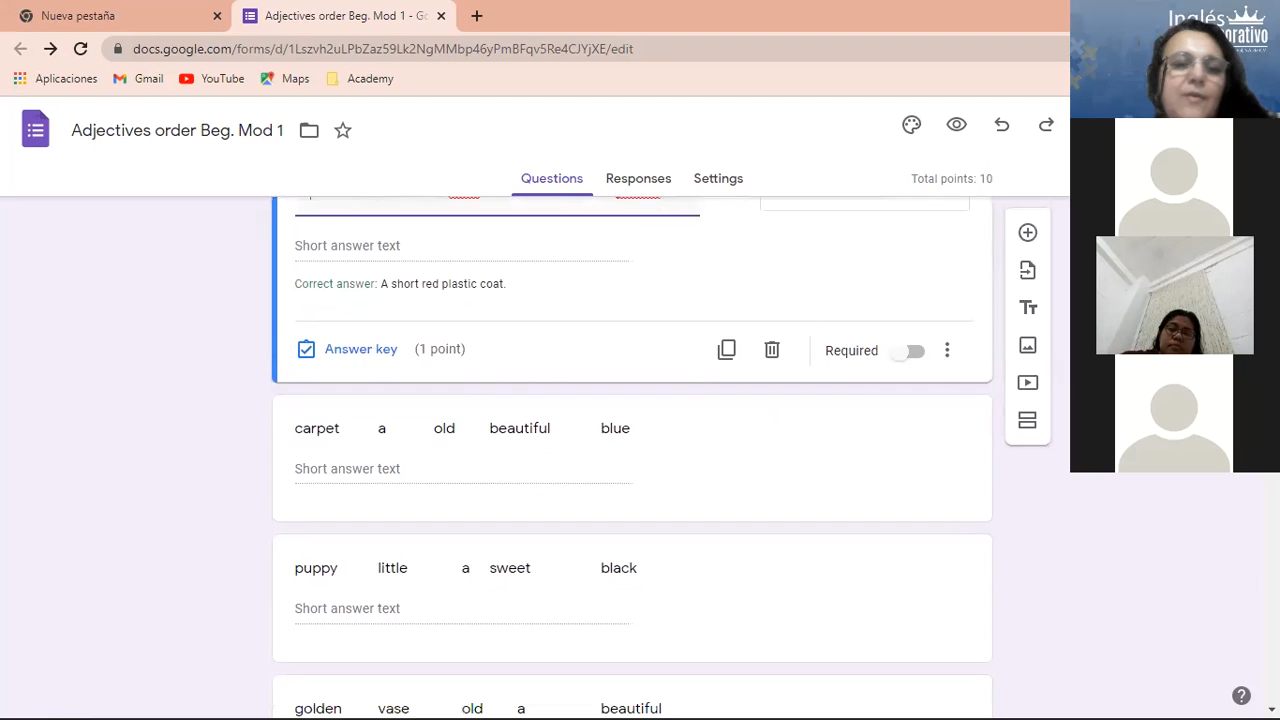 Nueva pestaña
Adjectives order Beg. Mod 1 - Go
docs.google.com/forms/d/1Lszvh2uLPbZaz59Lk2NgMMbp46yPmBFqv5Re4CJYjXE/edit
Aplicaciones Gmail YouTube Maps Academy
Inglés
Adjectives order Beg. Mod 1
Questions Responses Settings Total points: 10
Short answer text
Correct answer: A short red plastic coat.
Answer key (1 point) Required
carpet a old beautiful blue
Short answer text
puppy little a sweet black
Short answer text
golden vase old a beautiful